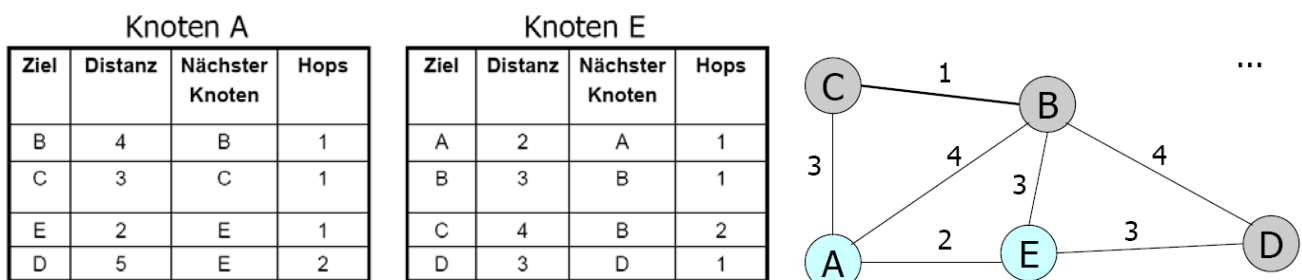 Knoten A
Ziel Distanz Nächster Knoten Hops
B 4 B 1
C 3 C 1
E 2 E 1
D 5 E 2
Knoten E
Ziel Distanz Nächster Knoten Hops
A 2 A 1
B 3 B 1
C 4 B 2
D 3 D 1
...
C 1 B
3 4 3 4
A 2 E 3 D